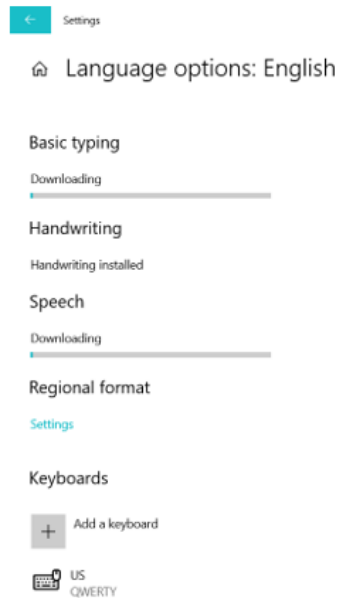 Settings
Language options: English
Basic typing
Downloading
Handwriting
Handwriting installed
Speech
Downloading
Regional format
Settings
Keyboards
Add a keyboard
US
QWERTY